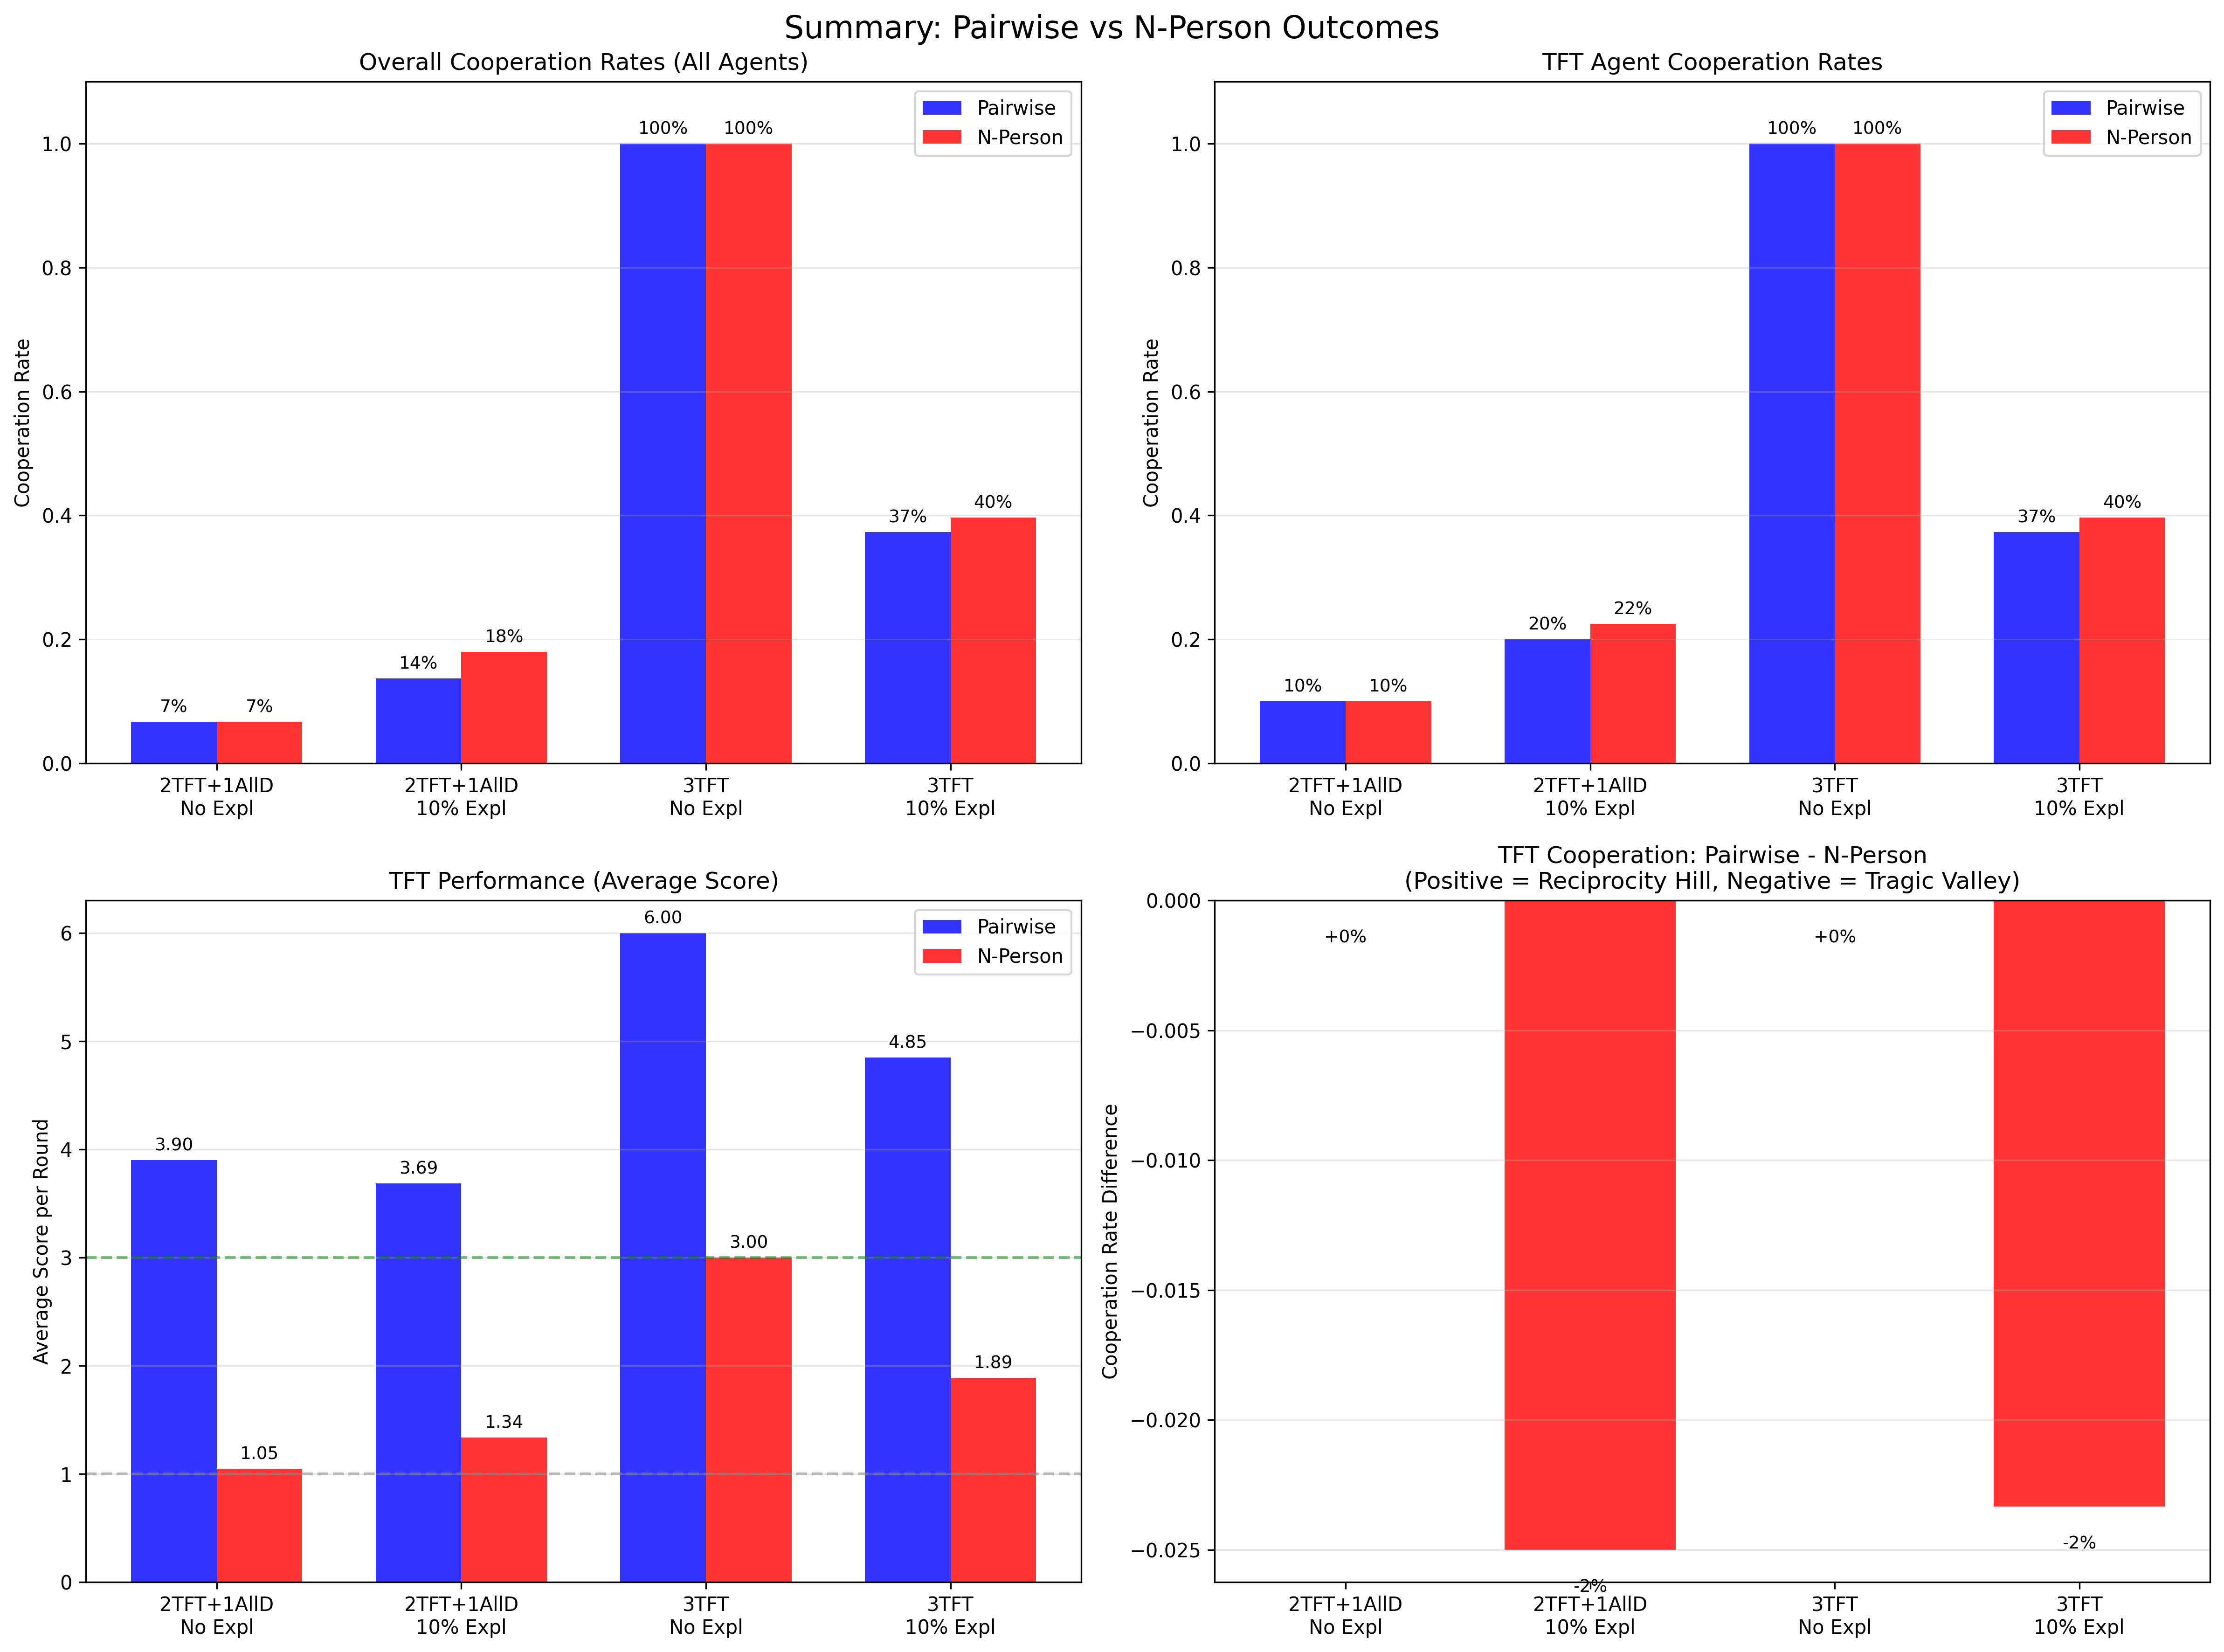 Summary: Pairwise vs N-Person Outcomes
Overall Cooperation Rates (All Agents)
Cooperation Rate
1.0
0.8
0.6
0.4
0.2
0.0
7%
7%
14%
18%
100%
100%
37%
40%
Pairwise
N-Person
2TFT+1AllD
No Expl
2TFT+1AllD
10% Expl
3TFT
No Expl
3TFT
10% Expl
TFT Agent Cooperation Rates
Cooperation Rate
1.0
0.8
0.6
0.4
0.2
0.0
10%
10%
20%
22%
100%
100%
37%
40%
Pairwise
N-Person
2TFT+1AllD
No Expl
2TFT+1AllD
10% Expl
3TFT
No Expl
3TFT
10% Expl
TFT Performance (Average Score)
Average Score per Round
6
5
4
3
2
1
0
3.90
1.05
3.69
1.34
6.00
3.00
4.85
1.89
Pairwise
N-Person
2TFT+1AllD
No Expl
2TFT+1AllD
10% Expl
3TFT
No Expl
3TFT
10% Expl
TFT Cooperation: Pairwise - N-Person
(Positive = Reciprocity Hill, Negative = Tragic Valley)
Cooperation Rate Difference
0.000
−0.005
−0.010
−0.015
−0.020
−0.025
+0%
-2%
+0%
-2%
2TFT+1AllD
No Expl
2TFT+1AllD
10% Expl
3TFT
No Expl
3TFT
10% Expl